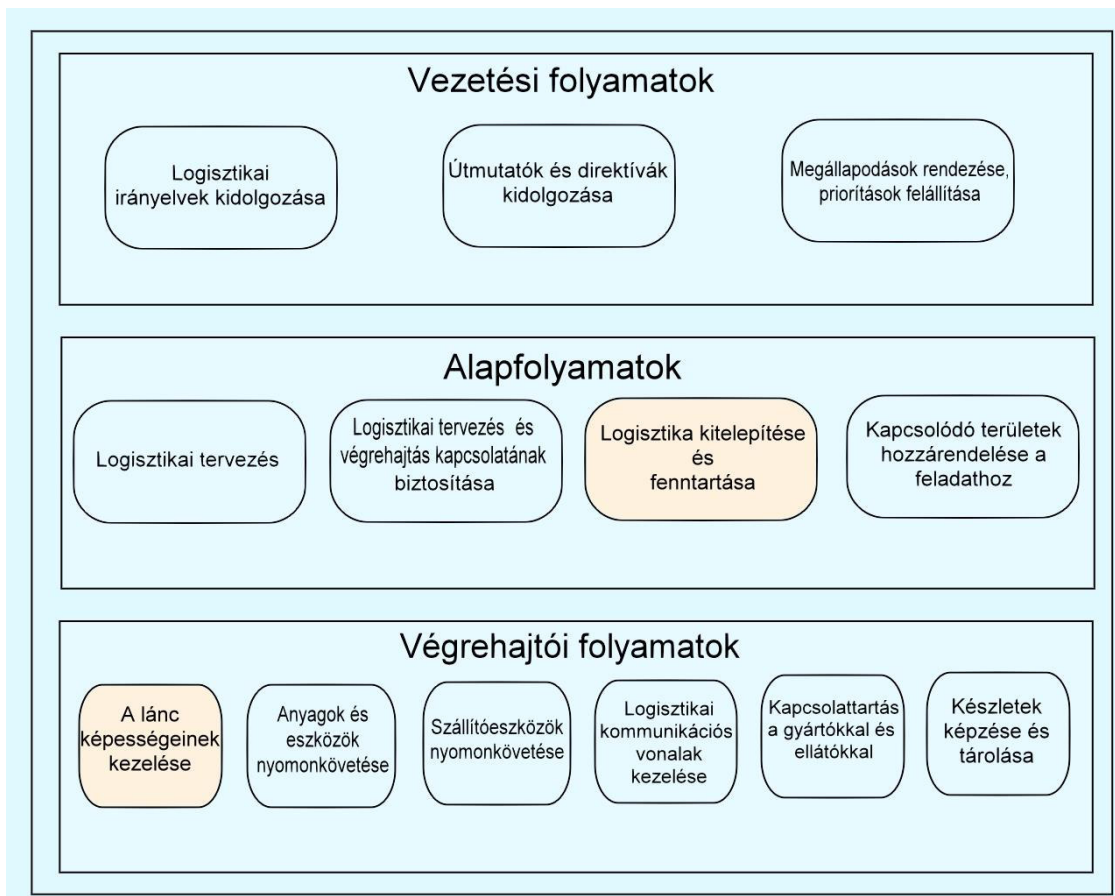 Vezetési folyamatok
Logisztikai
irányelvek kidolgozása
Útmutatók és direktívák
kidolgozása
Megállapodások rendezése,
priorítások felállítása
Alapfolyamatok
Logisztikai tervezés
Logisztikai tervezés és
végrehajtás kapcsolatának
biztosítása
Logisztika kitelepítése
és
fenntartása
Kapcsolódó területek
hozzárendelése a
feladathoz
Végrehajtói folyamatok
A lánc
képességeinek
kezelése
Anyagok és
eszközök
nyomonkövetése
Szállítóeszközök
nyomonkövetése
Logisztikai
kommunikációs
vonalak
kezelése
Kapcsolattartás
a gyártókkal és
ellátókkal
Készletek
képzése és
tárolása